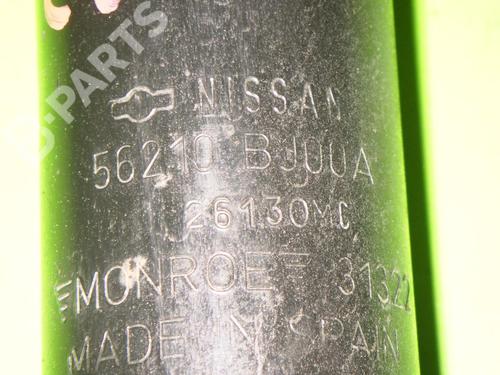 B-PARTS
NISSAN
56210 BJ00A
26130MC
MONROE 31322
MADE IN SPAIN